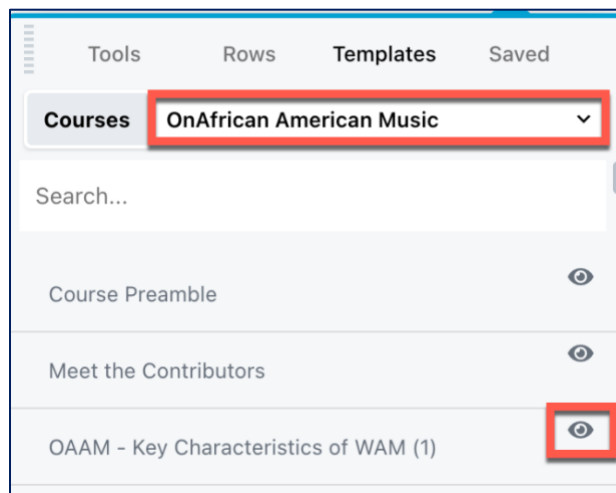 Tools Rows Templates Saved
Courses OnAfrican American Music
Search...
Course Preamble
Meet the Contributors
OAAM - Key Characteristics of WAM (1)